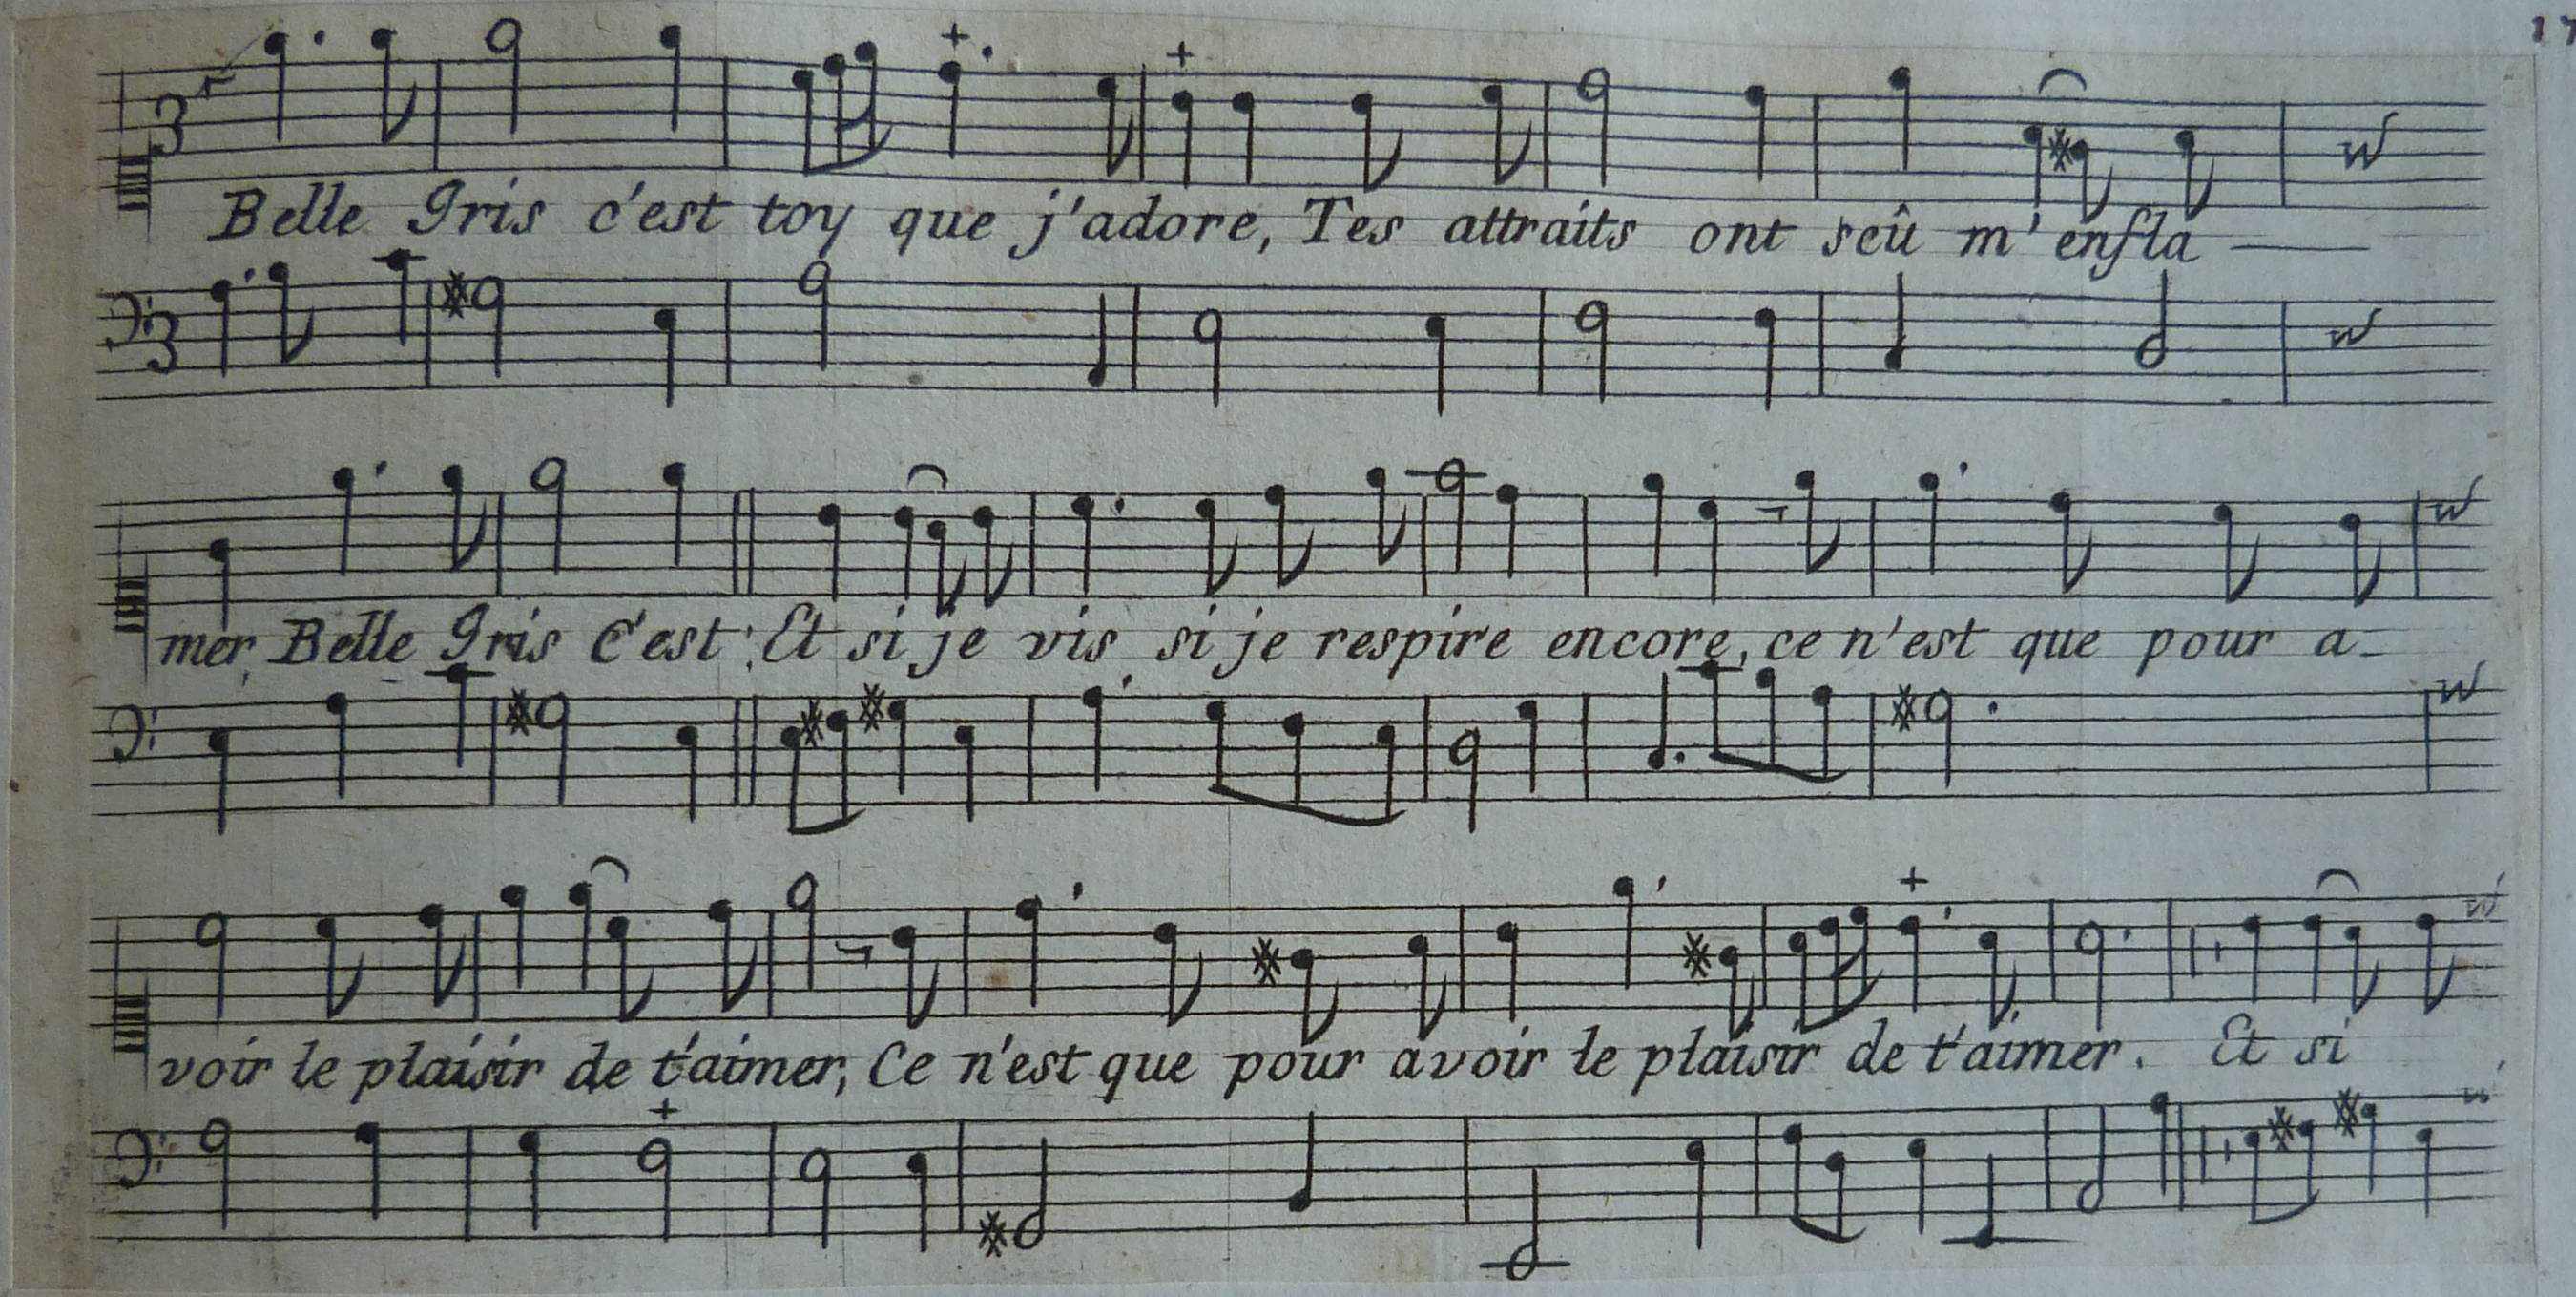 17
3
Belle Iris c'est toy que j'adore, Tes attraits ont sçû m'enfla
3
mer, Belle Iris c'est: Et si je vis si je respire encore, ce n'est que pour a-
voir le plaisir de t'aimer, Ce n'est que pour avoir le plaisir de t'aimer. Et si